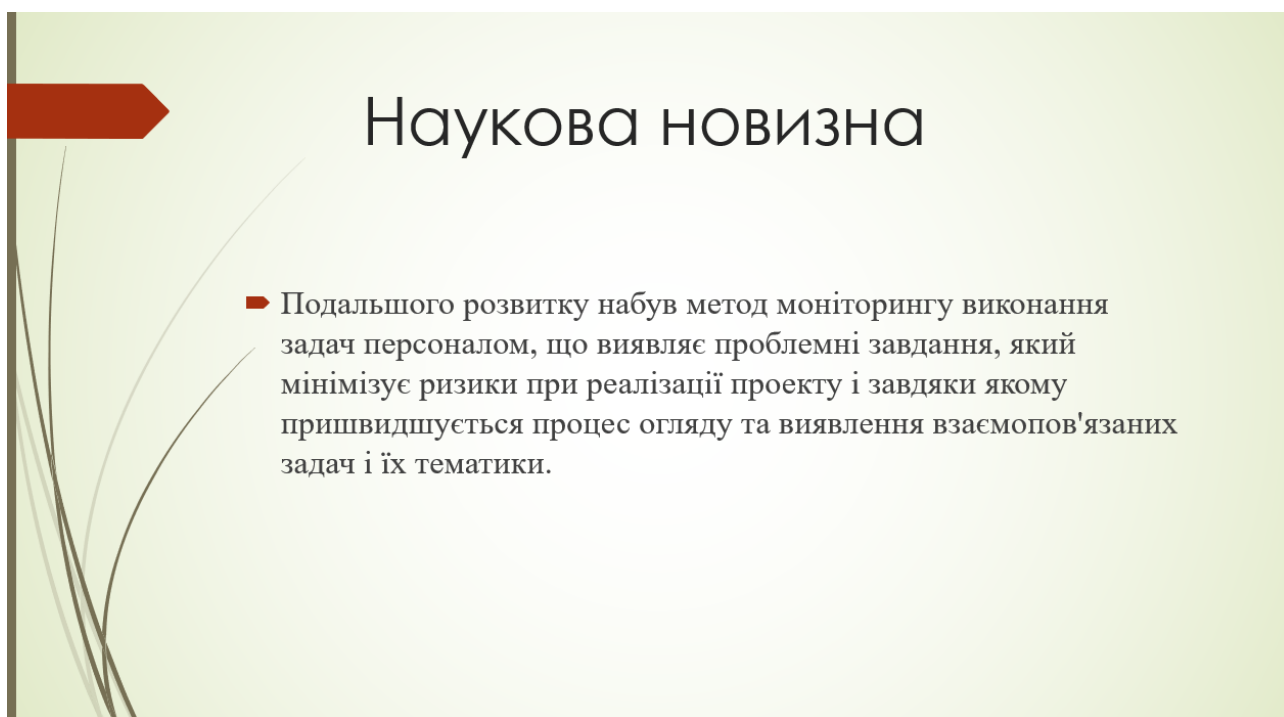 Наукова новизна
Подальшого розвитку набув метод моніторингу виконання
задач персоналом, що виявляє проблемні завдання, який
мінімізує ризики при реалізації проекту і завдяки якому
пришвидшується процес огляду та виявлення взаємопов'язаних
задач і їх тематики.